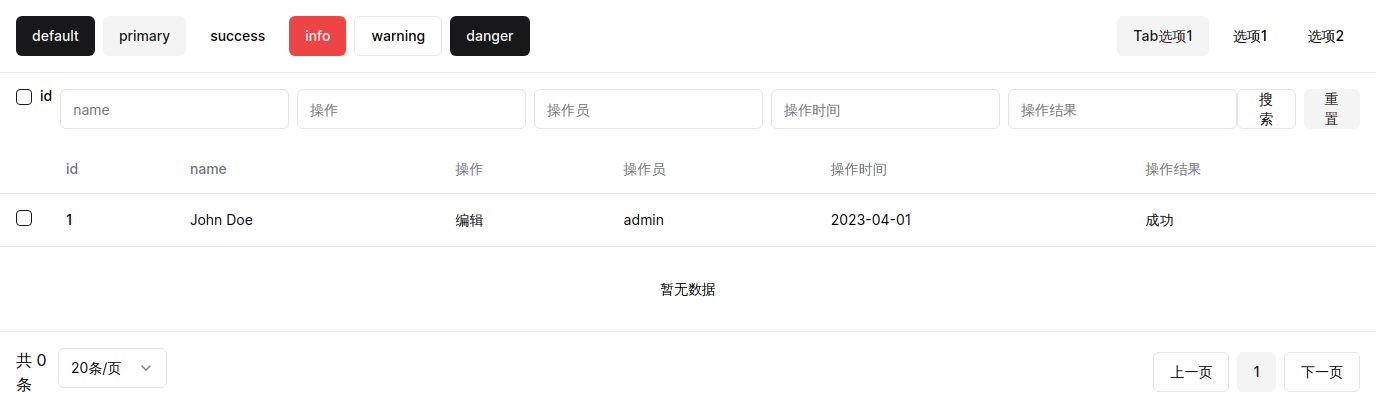 default primary success info warning danger Tab选项1 选项1 选项2
id name 操作 操作员 操作时间 操作结果 搜索 重置
id name 操作 操作员 操作时间 操作结果
1 John Doe 编辑 admin 2023-04-01 成功
暂无数据
共 0 条 20条/页 上一页 1 下一页